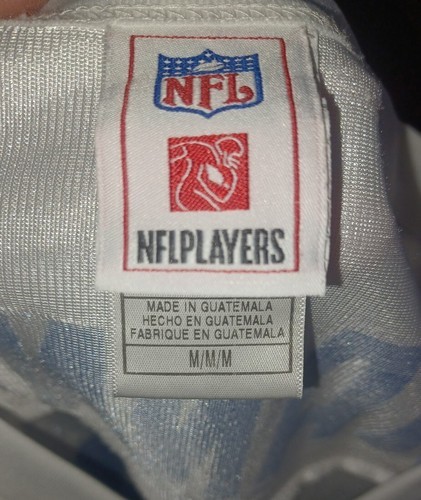 NFL
NFLPLAYERS
MADE IN GUATEMALA
HECHO EN GUATEMALA
FABRIQUE EN GUATEMALA
M/M/M